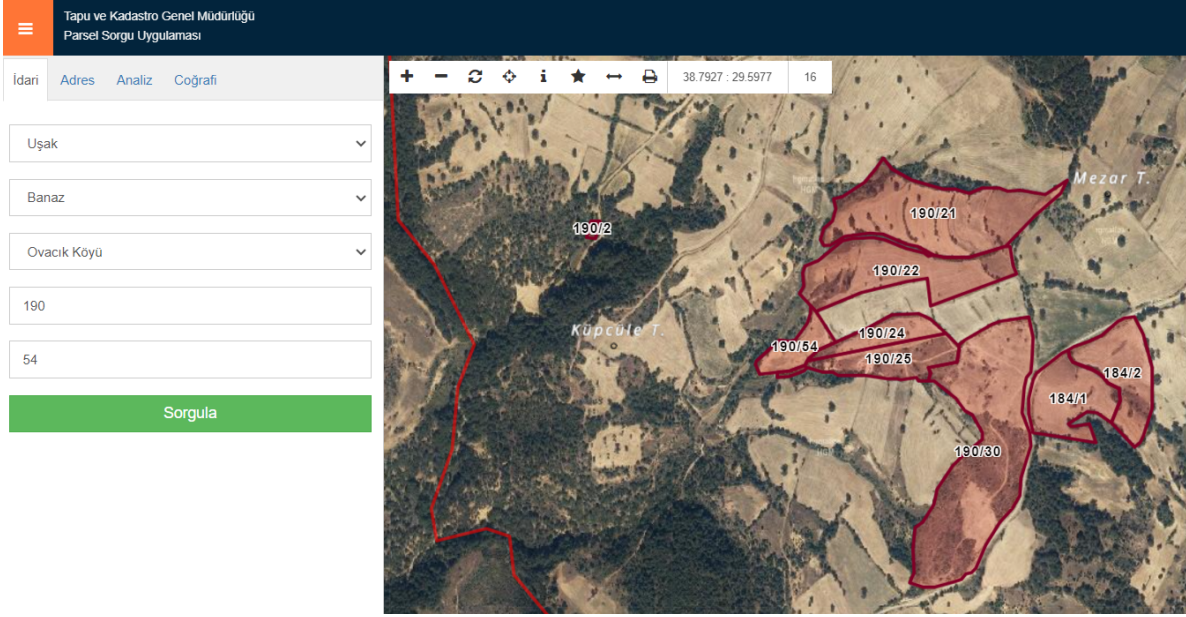 Tapu ve Kadastro Genel Müdürlüğü
Parsel Sorgu Uygulaması
İdari Adres Analiz Coğrafi
38.7927 : 29.5977 16
Uşak
Banaz
Ovacık Köyü
190
54
Sorgula
Mezar T.
190/21
190/2
190/22
Küpcüle T.
190/24
190/54
190/25
184/2
184/1
190/30